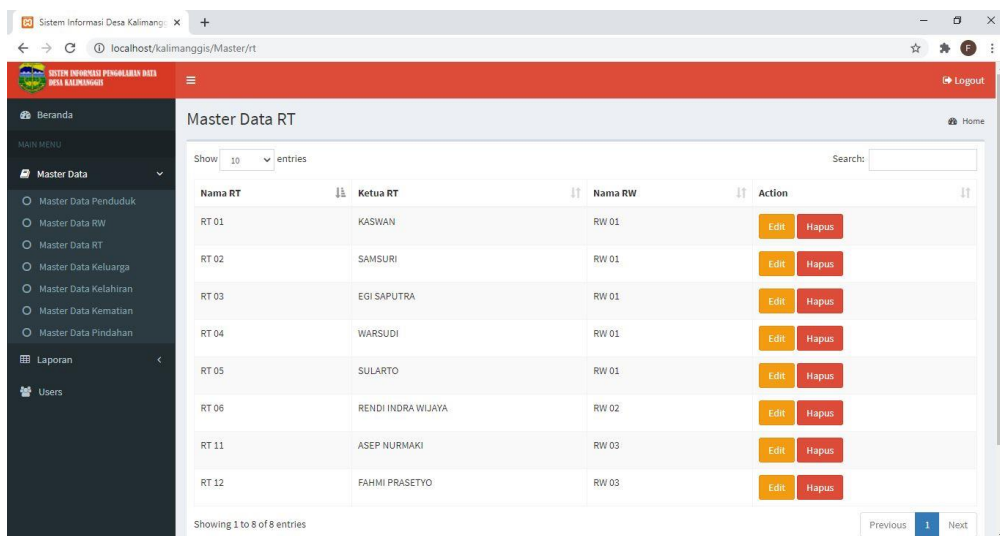 Sistem Informasi Desa Kalimangg
localhost/kalimanggis/Master/rt
F
SISTEM INFORMASI PENGOLAHAN DATA
DESA KALIMANGGIS
Logout
Beranda
MAIN MENU
Master Data
Master Data Penduduk
Master Data RW
Master Data RT
Master Data Keluarga
Master Data Kelahiran
Master Data Kematian
Master Data Pindahan
Laporan
Users
Master Data RT
Home
Show 10 entries
Search:
Nama RT Ketua RT Nama RW Action
RT 01 KASWAN RW 01 Edit Hapus
RT 02 SAMSURI RW 01 Edit Hapus
RT 03 EGI SAPUTRA RW 01 Edit Hapus
RT 04 WARSUDI RW 01 Edit Hapus
RT 05 SULARTO RW 01 Edit Hapus
RT 06 RENDI INDRA WIJAYA RW 02 Edit Hapus
RT 11 ASEP NURMAKI RW 03 Edit Hapus
RT 12 FAHMI PRASETYO RW 03 Edit Hapus
Showing 1 to 8 of 8 entries
Previous 1 Next